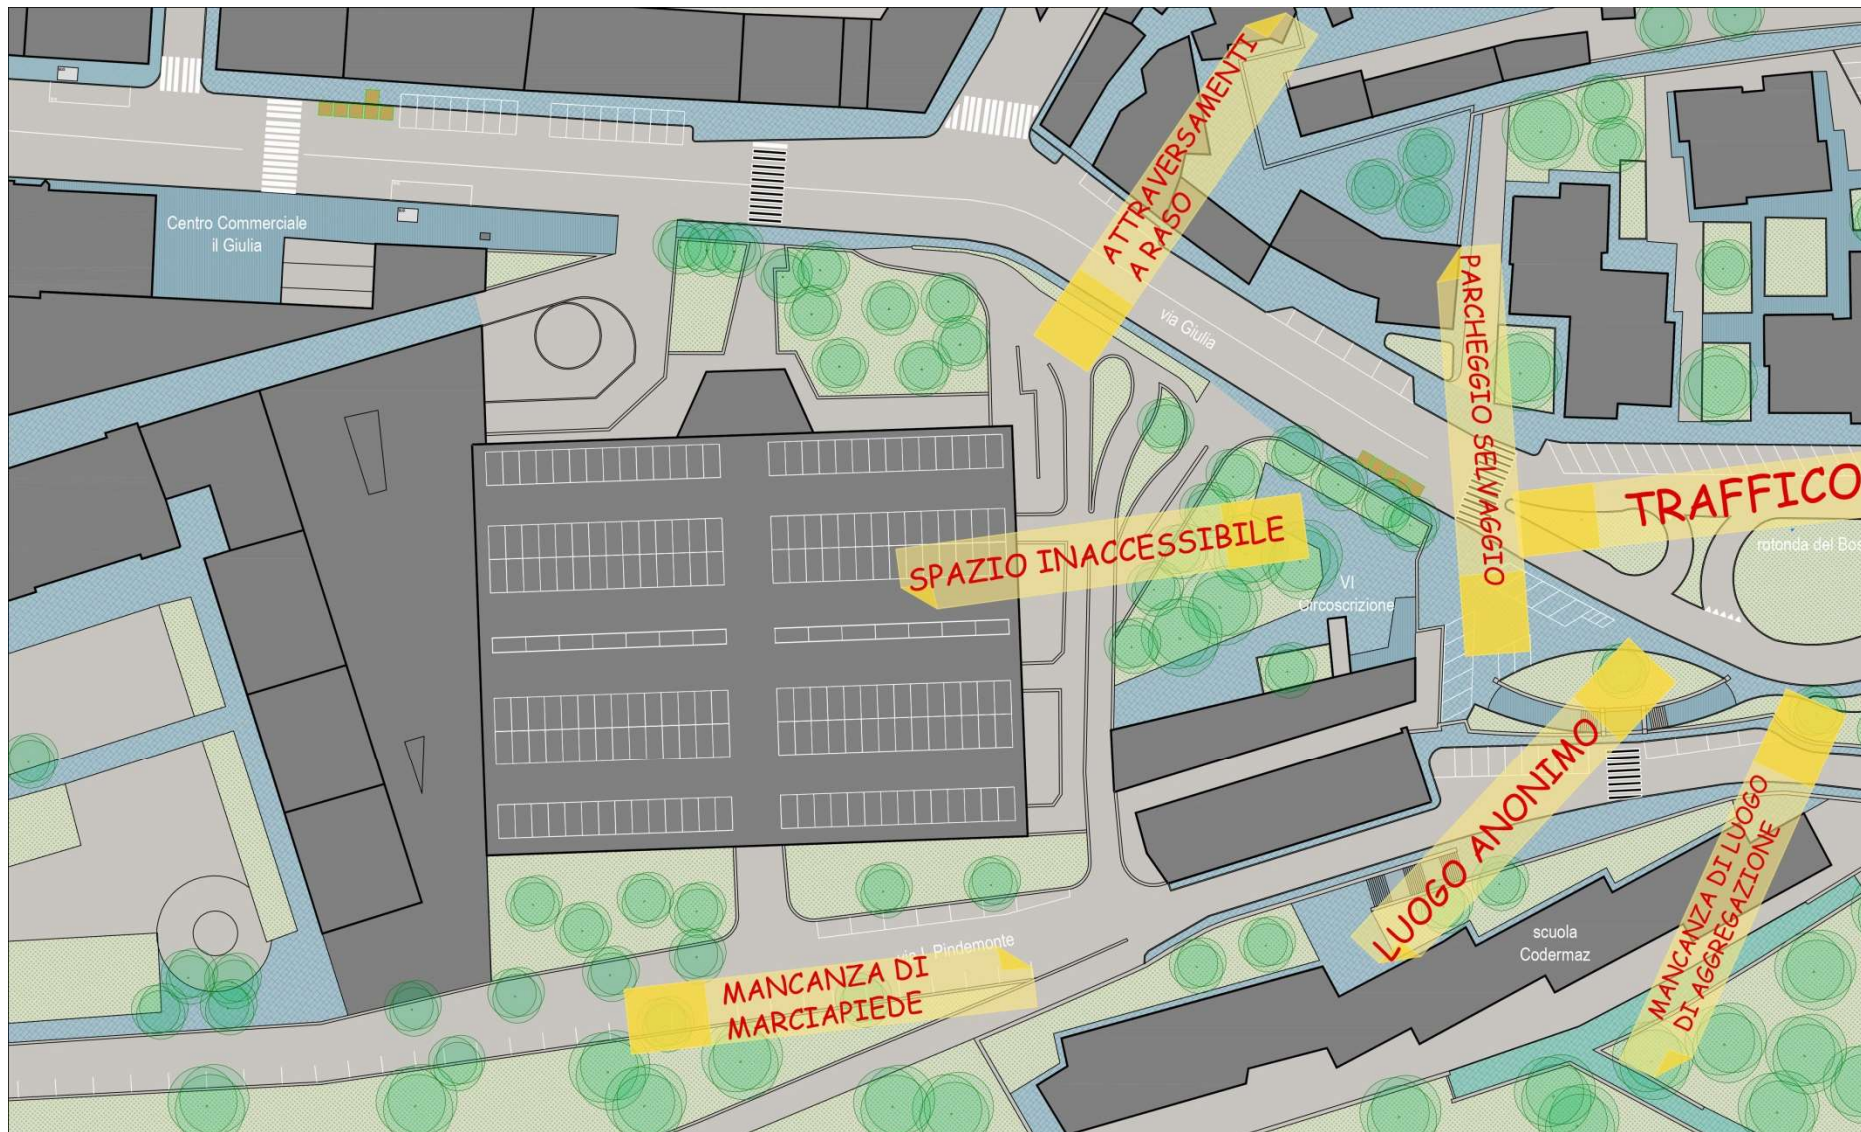 ATTRAVERSAMENTI
A RASO
Centro Commerciale
il Giulia
via Giulia
PARCHEGGIO SELVAGGIO
TRAFFICO
rotonda del Bos
SPAZIO INACCESSIBILE
VI
Circoscrizione
LUOGO ANONIMO
MANCANZA DI LUOGO
DI AGGREGAZIONE
scuola
Codermaz
via I. Pindemonte
MANCANZA DI
MARCIAPIEDE